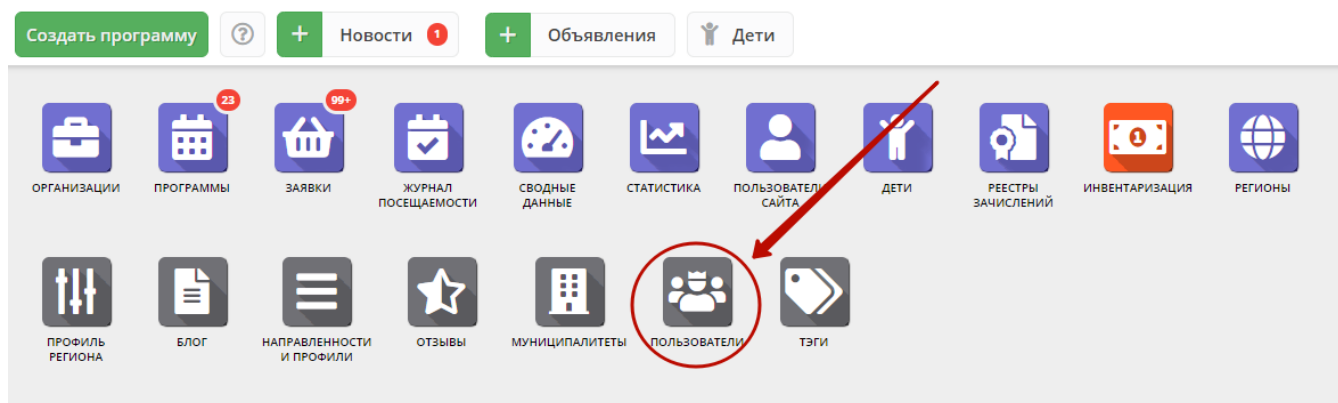 Создать программу
?
+ Новости 1
+ Объявления
Дети
23
99+
1
ОРГАНИЗАЦИИ
ПРОГРАММЫ
ЗАЯВКИ
ЖУРНАЛ
ПОСЕЩАЕМОСТИ
СВОДНЫЕ
ДАННЫЕ
СТАТИСТИКА
ПОЛЬЗОВАТЕЛИ
САЙТА
ДЕТИ
РЕЕСТРЫ
ЗАЧИСЛЕНИЙ
ИНВЕНТАРИЗАЦИЯ
РЕГИОНЫ
ПРОФИЛЬ
РЕГИОНА
БЛОГ
НАПРАВЛЕННОСТИ
И ПРОФИЛИ
ОТЗЫВЫ
МУНИЦИПАЛИТЕТЫ
ПОЛЬЗОВАТЕЛИ
ТЭГИ